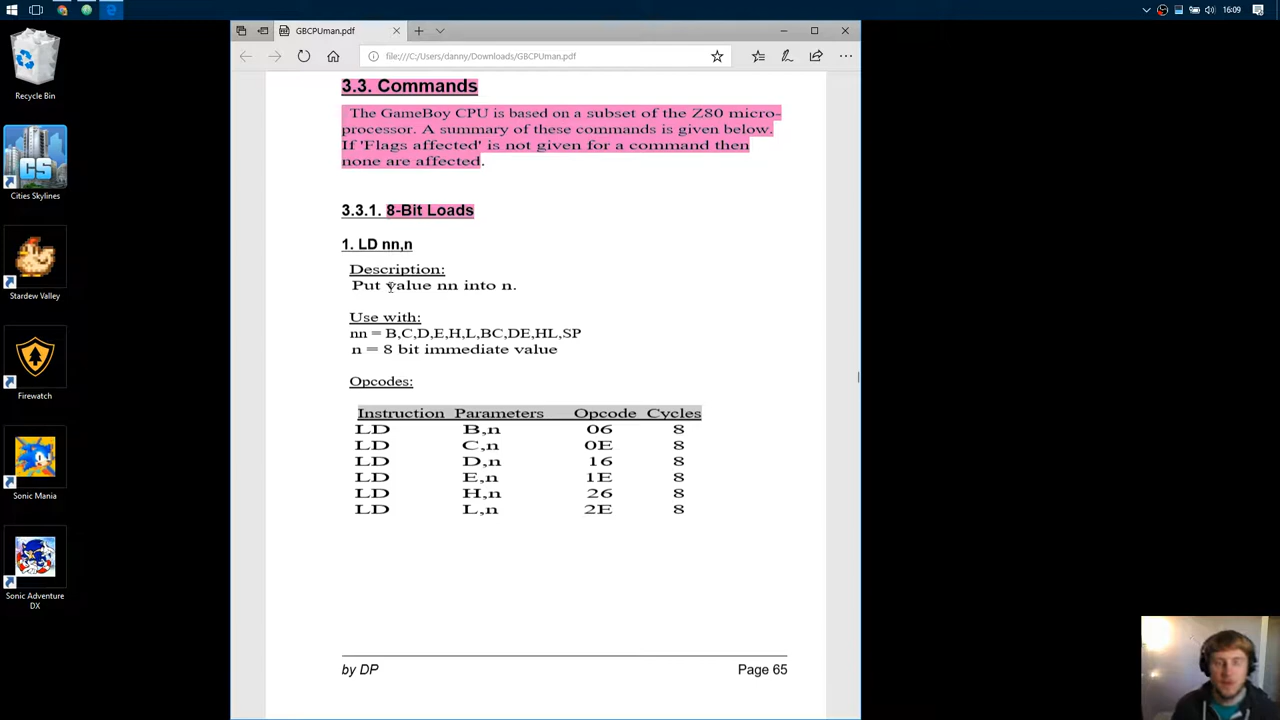 16:09
GBCPUman.pdf
file:///C:/Users/danny/Downloads/GBCPUman.pdf
Recycle Bin
Cities Skylines
Stardew Valley
Firewatch
Sonic Mania
Sonic Adventure
DX
3.3. Commands
The GameBoy CPU is based on a subset of the Z80 micro-
processor. A summary of these commands is given below.
If 'Flags affected' is not given for a command then
none are affected.
3.3.1. 8-Bit Loads
1. LD nn,n
Description:
Put value nn into n.
Use with:
nn = B,C,D,E,H,L,BC,DE,HL,SP
n = 8 bit immediate value
Opcodes:
Instruction Parameters Opcode Cycles
LD B,n 06 8
LD C,n 0E 8
LD D,n 16 8
LD E,n 1E 8
LD H,n 26 8
LD L,n 2E 8
by DP Page 65